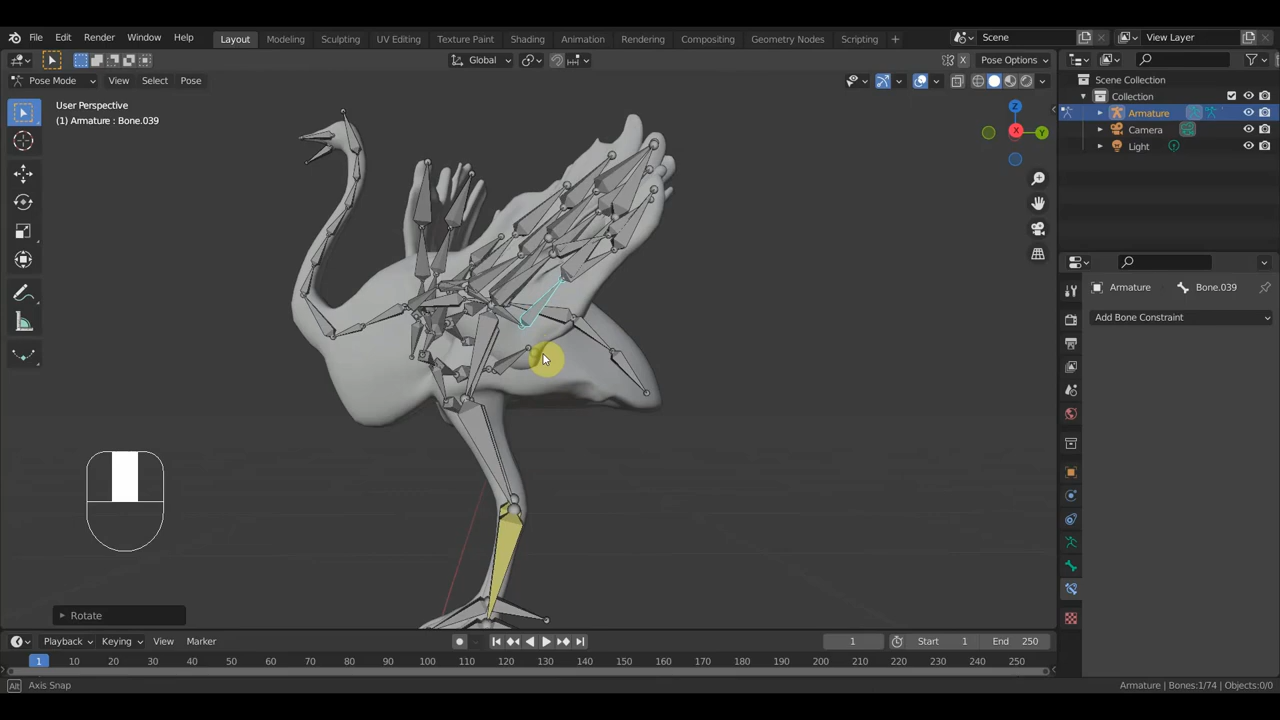 File Edit Render Window Help Layout Modeling Sculpting UV Editing Texture Paint Shading Animation Rendering Compositing Geometry Nodes Scripting + Scene View Layer
Global Pose Options
Pose Mode View Select Pose
User Perspective
(1) Armature : Bone.039
Z
X
Y
X
Scene Collection
Collection
Armature
Camera
Light
Armature Bone.039
Add Bone Constraint
Rotate
Playback Keying View Marker 1 Start 1 End 250
1 10 20 30 40 50 60 70 80 90 100 110 120 130 140 150 160 170 180 190 200 210 220 230 240 250
Alt Axis Snap Armature | Bones:1/74 | Objects:0/0